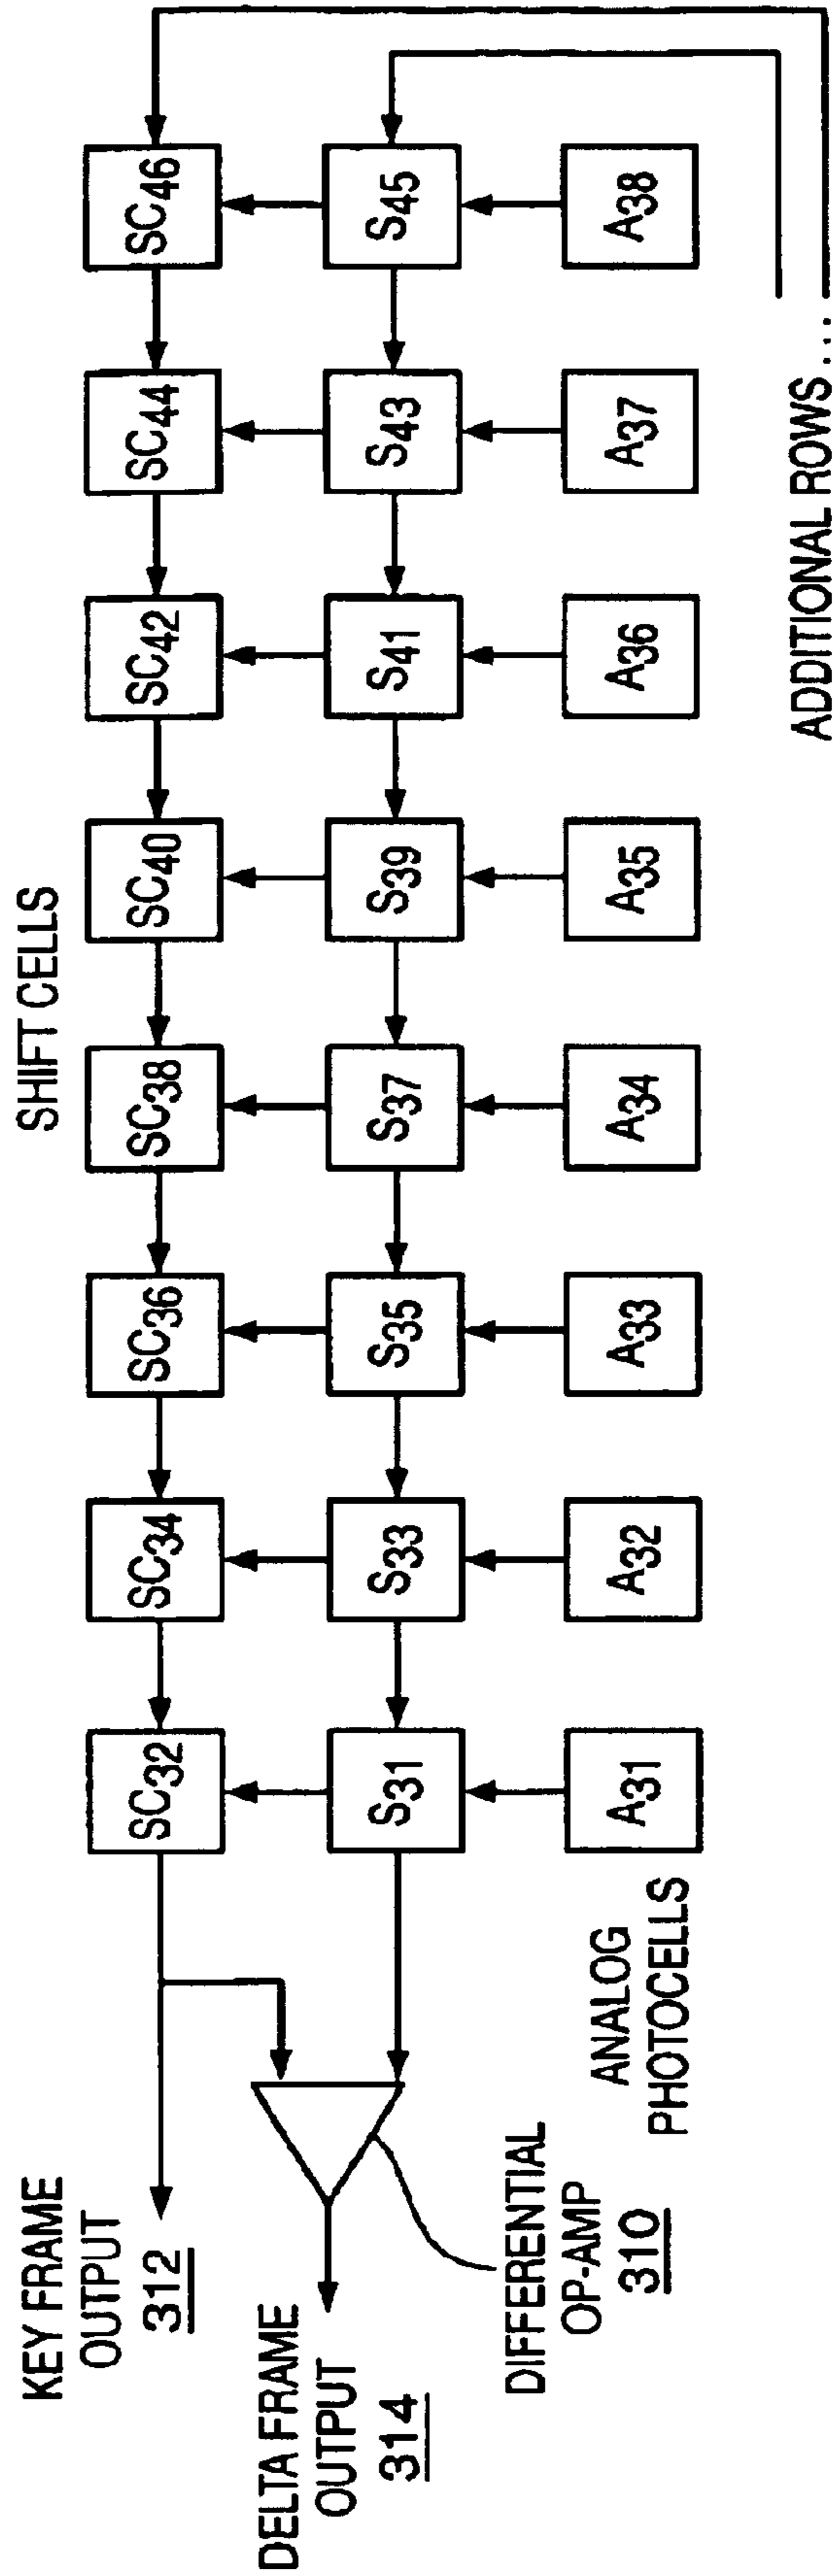 SHIFT CELLS
KEY FRAME
OUTPUT
312
SC32
SC34
SC36
SC38
SC40
SC42
SC44
SC46
DELTA FRAME
OUTPUT
314
S31
S33
S35
S37
S39
S41
S43
S45
DIFFERENTIAL
OP-AMP
310
ANALOG
PHOTOCELLS
A31
A32
A33
A34
A35
A36
A37
A38
ADDITIONAL ROWS...